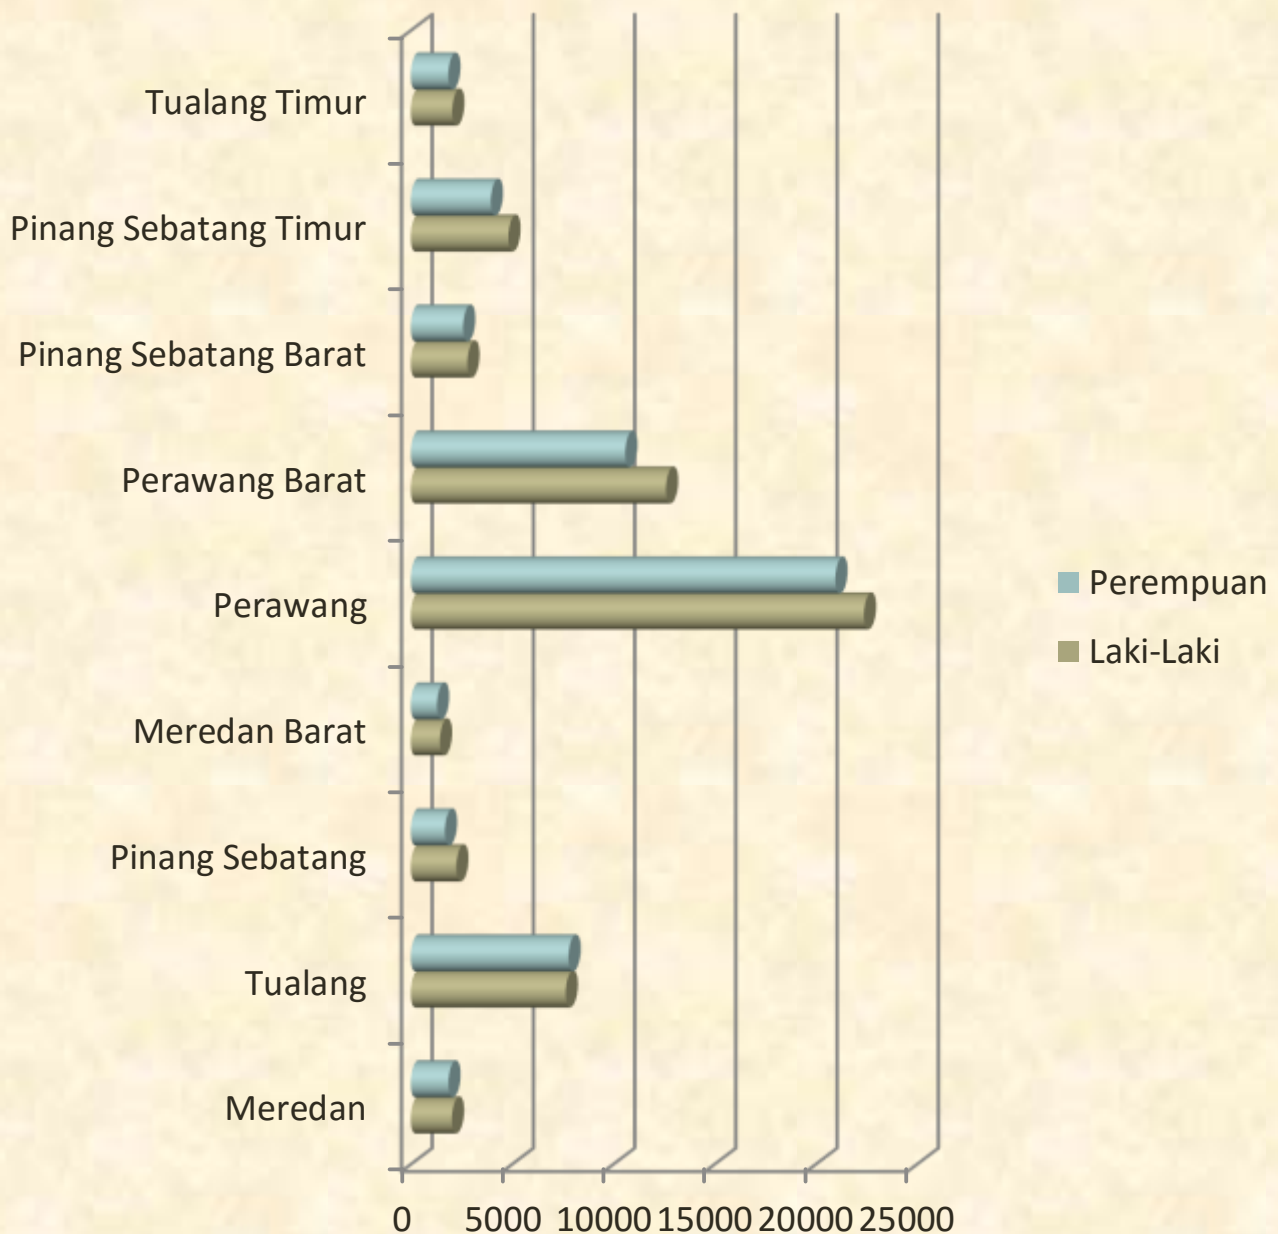 Tualang Timur
Pinang Sebatang Timur
Pinang Sebatang Barat
Perawang Barat
Perawang
Meredan Barat
Pinang Sebatang
Tualang
Meredan
0 5000 10000 15000 20000 25000
Perempuan
Laki-Laki